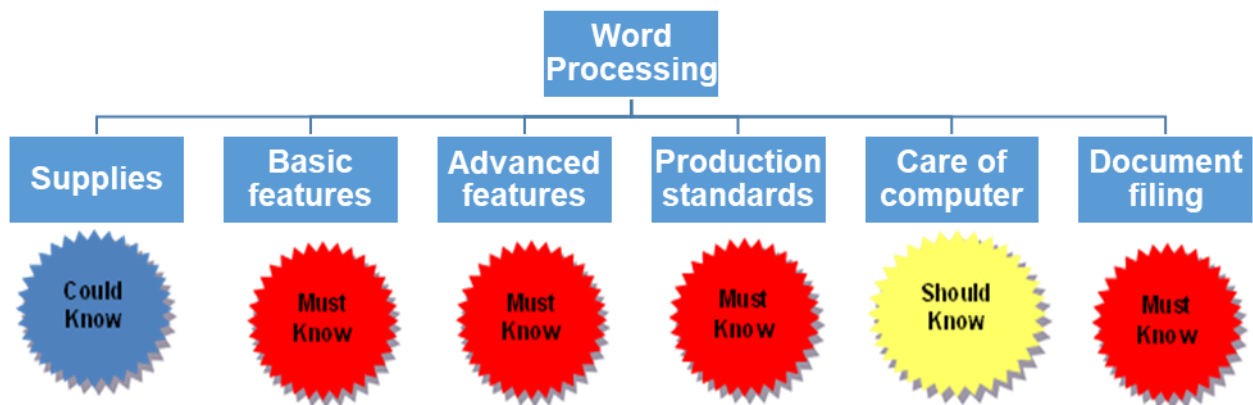 Word
Processing
Supplies
Basic
features
Advanced
features
Production
standards
Care of
computer
Document
filing
Could
Know
Must
Know
Must
Know
Must
Know
Should
Know
Must
Know